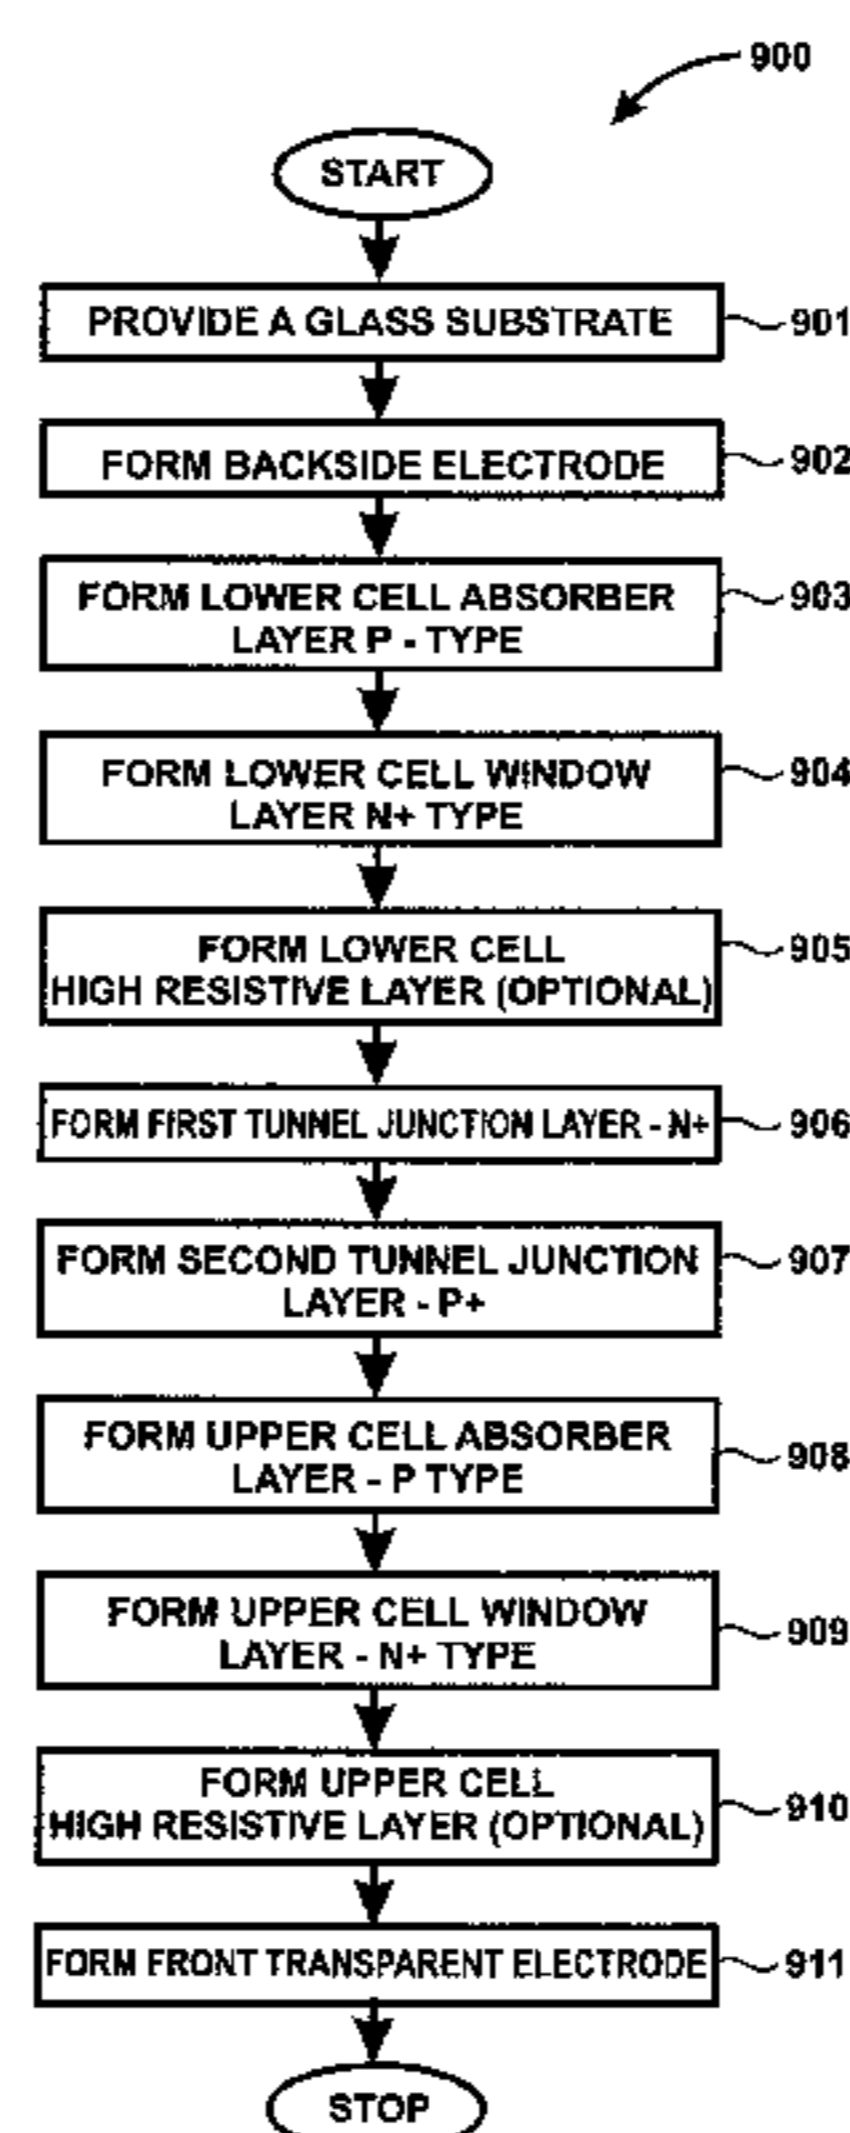 900
START
PROVIDE A GLASS SUBSTRATE
901
FORM BACKSIDE ELECTRODE
902
FORM LOWER CELL ABSORBER
LAYER P - TYPE
903
FORM LOWER CELL WINDOW
LAYER N+ TYPE
904
FORM LOWER CELL
HIGH RESISTIVE LAYER (OPTIONAL)
905
FORM FIRST TUNNEL JUNCTION LAYER - N+
906
FORM SECOND TUNNEL JUNCTION
LAYER - P+
907
FORM UPPER CELL ABSORBER
LAYER - P TYPE
908
FORM UPPER CELL WINDOW
LAYER - N+ TYPE
909
FORM UPPER CELL
HIGH RESISTIVE LAYER (OPTIONAL)
910
FORM FRONT TRANSPARENT ELECTRODE
911
STOP